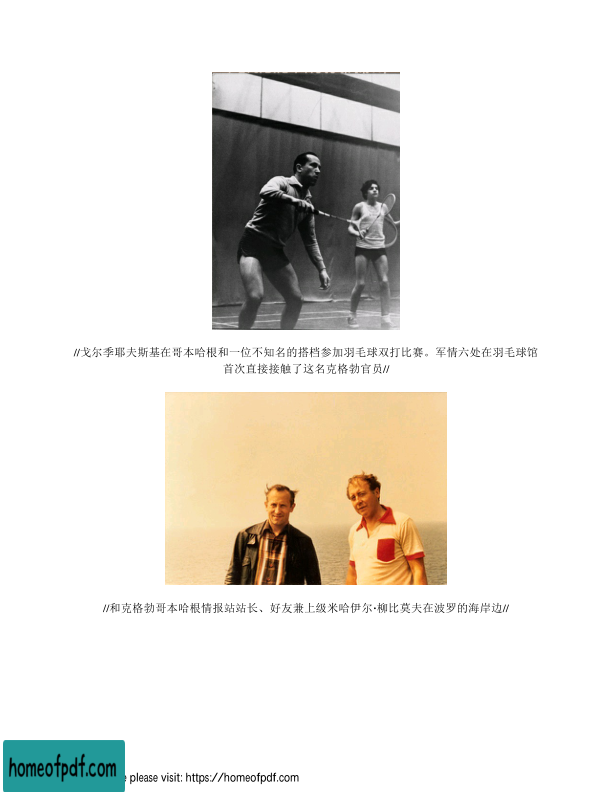 //戈尔季耶夫斯基在哥本哈根和一位不知名的搭档参加羽毛球双打比赛。军情六处在羽毛球馆
首次直接接触了这名克格勃官员//
//和克格勃哥本哈根情报站站长、好友兼上级米哈伊尔·柳比莫夫在波罗的海岸边//
homeofpdf.com
please visit: https://homeofpdf.com